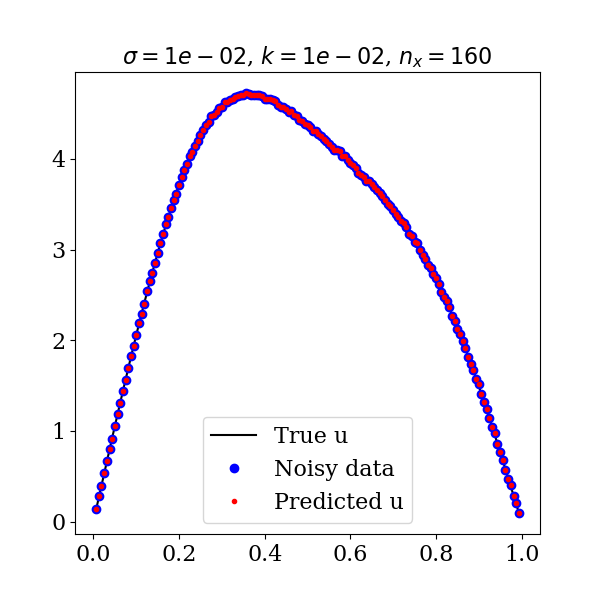 σ = 1e − 02, k = 1e − 02, nₓ = 160
4
3
2
1
0
True u
Noisy data
Predicted u
0.0 0.2 0.4 0.6 0.8 1.0